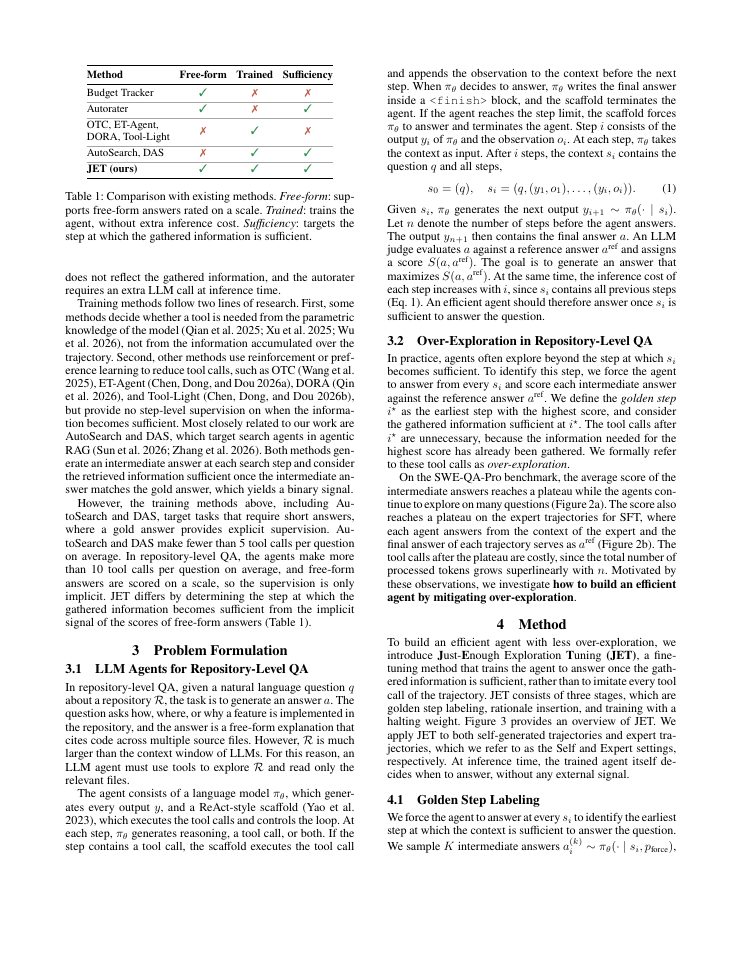 Method Free-form Trained Sufficiency
Budget Tracker ✓ ✗ ✗
Autorater ✓ ✗ ✓
OTC, ET-Agent,
DORA, Tool-Light ✗ ✓ ✗
AutoSearch, DAS ✗ ✓ ✓
JET (ours) ✓ ✓ ✓
Table 1: Comparison with existing methods. Free-form: sup-
ports free-form answers rated on a scale. Trained: trains the
agent, without extra inference cost. Sufficiency: targets the
step at which the gathered information is sufficient.
does not reflect the gathered information, and the autorater
requires an extra LLM call at inference time.
Training methods follow two lines of research. First, some
methods decide whether a tool is needed from the parametric
knowledge of the model (Qian et al. 2025; Xu et al. 2025; Wu
et al. 2026), not from the information accumulated over the
trajectory. Second, other methods use reinforcement or pref-
erence learning to reduce tool calls, such as OTC (Wang et al.
2025), ET-Agent (Chen, Dong, and Dou 2026a), DORA (Qin
et al. 2026), and Tool-Light (Chen, Dong, and Dou 2026b),
but provide no step-level supervision on when the informa-
tion becomes sufficient. Most closely related to our work are
AutoSearch and DAS, which target search agents in agentic
RAG (Sun et al. 2026; Zhang et al. 2026). Both methods gen-
erate an intermediate answer at each search step and consider
the retrieved information sufficient once the intermediate an-
swer matches the gold answer, which yields a binary signal.
However, the training methods above, including Au-
toSearch and DAS, target tasks that require short answers,
where a gold answer provides explicit supervision. Au-
toSearch and DAS make fewer than 5 tool calls per question
on average. In repository-level QA, the agents make more
than 10 tool calls per question on average, and free-form
answers are scored on a scale, so the supervision is only
implicit. JET differs by determining the step at which the
gathered information becomes sufficient from the implicit
signal of the scores of free-form answers (Table 1).
3 Problem Formulation
3.1 LLM Agents for Repository-Level QA
In repository-level QA, given a natural language question q
about a repository R, the task is to generate an answer a. The
question asks how, where, or why a feature is implemented in
the repository, and the answer is a free-form explanation that
cites code across multiple source files. However, R is much
larger than the context window of LLMs. For this reason, an
LLM agent must use tools to explore R and read only the
relevant files.
The agent consists of a language model πθ, which gener-
ates every output y, and a ReAct-style scaffold (Yao et al.
2023), which executes the tool calls and controls the loop. At
each step, πθ generates reasoning, a tool call, or both. If the
step contains a tool call, the scaffold executes the tool call
and appends the observation to the context before the next
step. When πθ decides to answer, πθ writes the final answer
inside a <finish> block, and the scaffold terminates the
agent. If the agent reaches the step limit, the scaffold forces
πθ to answer and terminates the agent. Step i consists of the
output yi of πθ and the observation oi. At each step, πθ takes
the context as input. After i steps, the context si contains the
question q and all steps,
s0 = (q), si = (q, (y1, o1), . . . , (yi, oi)). (1)
Given si, πθ generates the next output yi+1 ∼ πθ(· | si).
Let n denote the number of steps before the agent answers.
The output yn+1 then contains the final answer a. An LLM
judge evaluates a against a reference answer aref and assigns
a score S(a, aref). The goal is to generate an answer that
maximizes S(a, aref). At the same time, the inference cost of
each step increases with i, since si contains all previous steps
(Eq. 1). An efficient agent should therefore answer once si is
sufficient to answer the question.
3.2 Over-Exploration in Repository-Level QA
In practice, agents often explore beyond the step at which si
becomes sufficient. To identify this step, we force the agent
to answer from every si and score each intermediate answer
against the reference answer aref. We define the golden step
i⋆ as the earliest step with the highest score, and consider
the gathered information sufficient at i⋆. The tool calls after
i⋆ are unnecessary, because the information needed for the
highest score has already been gathered. We formally refer
to these tool calls as over-exploration.
On the SWE-QA-Pro benchmark, the average score of the
intermediate answers reaches a plateau while the agents con-
tinue to explore on many questions (Figure 2a). The score also
reaches a plateau on the expert trajectories for SFT, where
each agent answers from the context of the expert and the
final answer of each trajectory serves as aref (Figure 2b). The
tool calls after the plateau are costly, since the total number of
processed tokens grows superlinearly with n. Motivated by
these observations, we investigate how to build an efficient
agent by mitigating over-exploration.
4 Method
To build an efficient agent with less over-exploration, we
introduce Just-Enough Exploration Tuning (JET), a fine-
tuning method that trains the agent to answer once the gath-
ered information is sufficient, rather than to imitate every tool
call of the trajectory. JET consists of three stages, which are
golden step labeling, rationale insertion, and training with a
halting weight. Figure 3 provides an overview of JET. We
apply JET to both self-generated trajectories and expert tra-
jectories, which we refer to as the Self and Expert settings,
respectively. At inference time, the trained agent itself de-
cides when to answer, without any external signal.
4.1 Golden Step Labeling
We force the agent to answer at every si to identify the earliest
step at which the context is sufficient to answer the question.
We sample K intermediate answers ai(k) ∼ πθ(· | si, pforce),